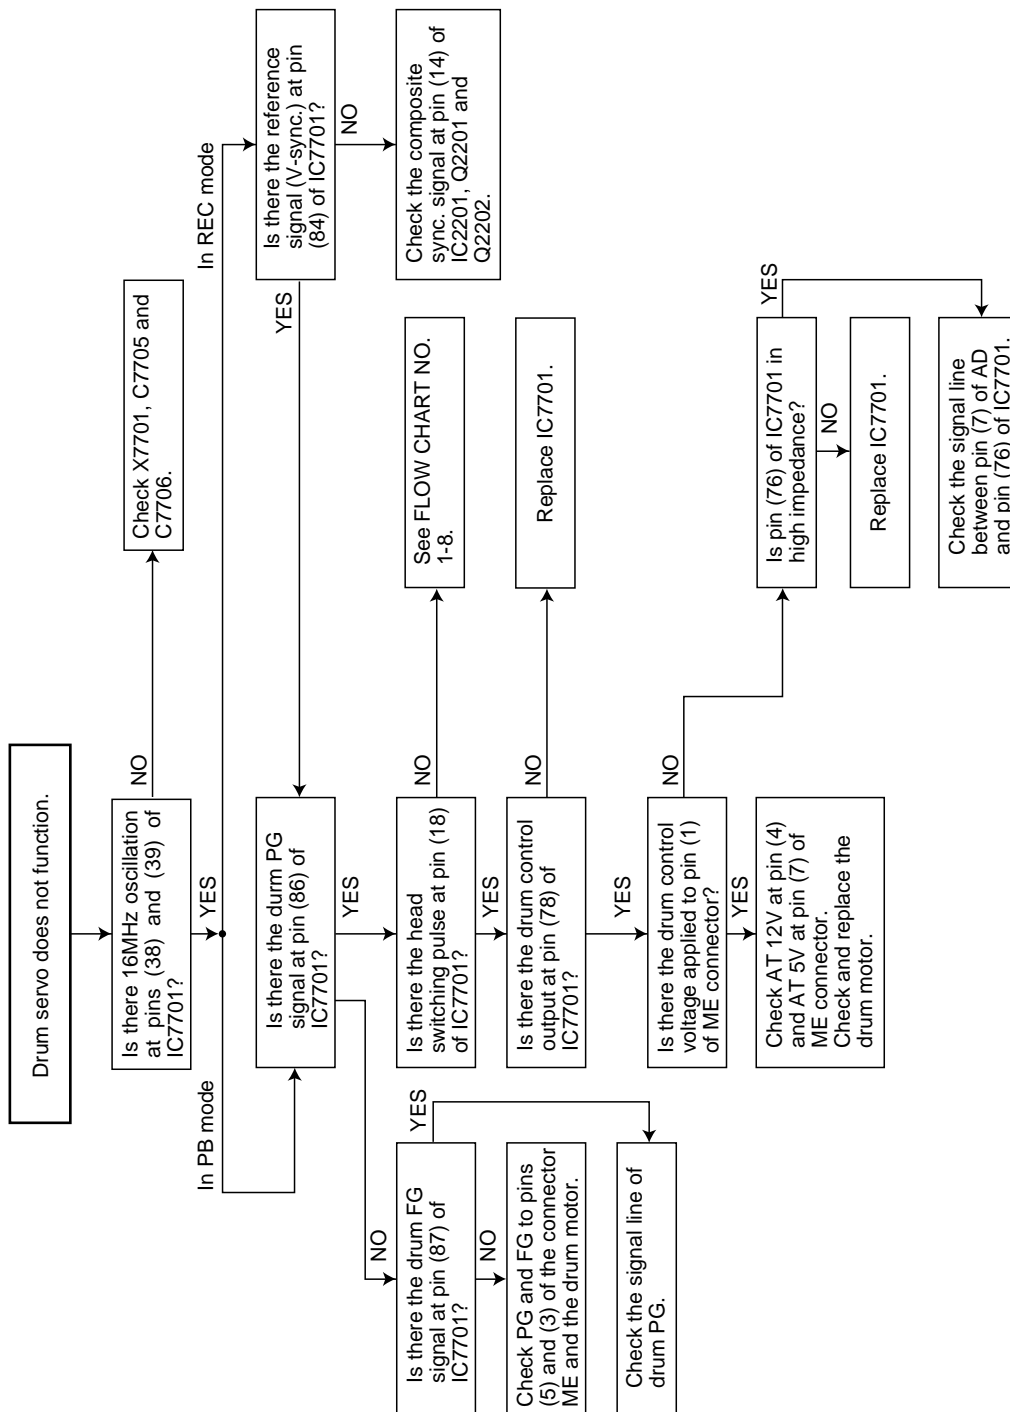 Drum servo does not function.
Is there 16MHz oscillation
at pins (38) and (39) of
IC7701?
NO
Check X7701, C7705 and
C7706.
YES
In PB mode
In REC mode
Is there the reference
signal (V-sync.) at pin
(84) of IC7701?
NO
Check the composite
sync. signal at pin (14) of
IC2201, Q2201 and
Q2202.
YES
Is there the durm PG
signal at pin (86) of
IC7701?
NO
Is there the drum FG
signal at pin (87) of
IC7701?
YES
NO
Check PG and FG to pins
(5) and (3) of the connector
ME and the drum motor.
Check the signal line of
drum PG.
YES
Is there the head
switching pulse at pin (18)
of IC7701?
NO
See FLOW CHART NO.
1-8.
YES
Is there the drum control
output at pin (78) of
IC7701?
NO
Replace IC7701.
YES
Is there the drum control
voltage applied to pin (1)
of ME connector?
NO
Is pin (76) of IC7701 in
high impedance?
YES
NO
Replace IC7701.
Check the signal line
between pin (7) of AD
and pin (76) of IC7701.
YES
Check AT 12V at pin (4)
and AT 5V at pin (7) of
ME connector.
Check and replace the
drum motor.